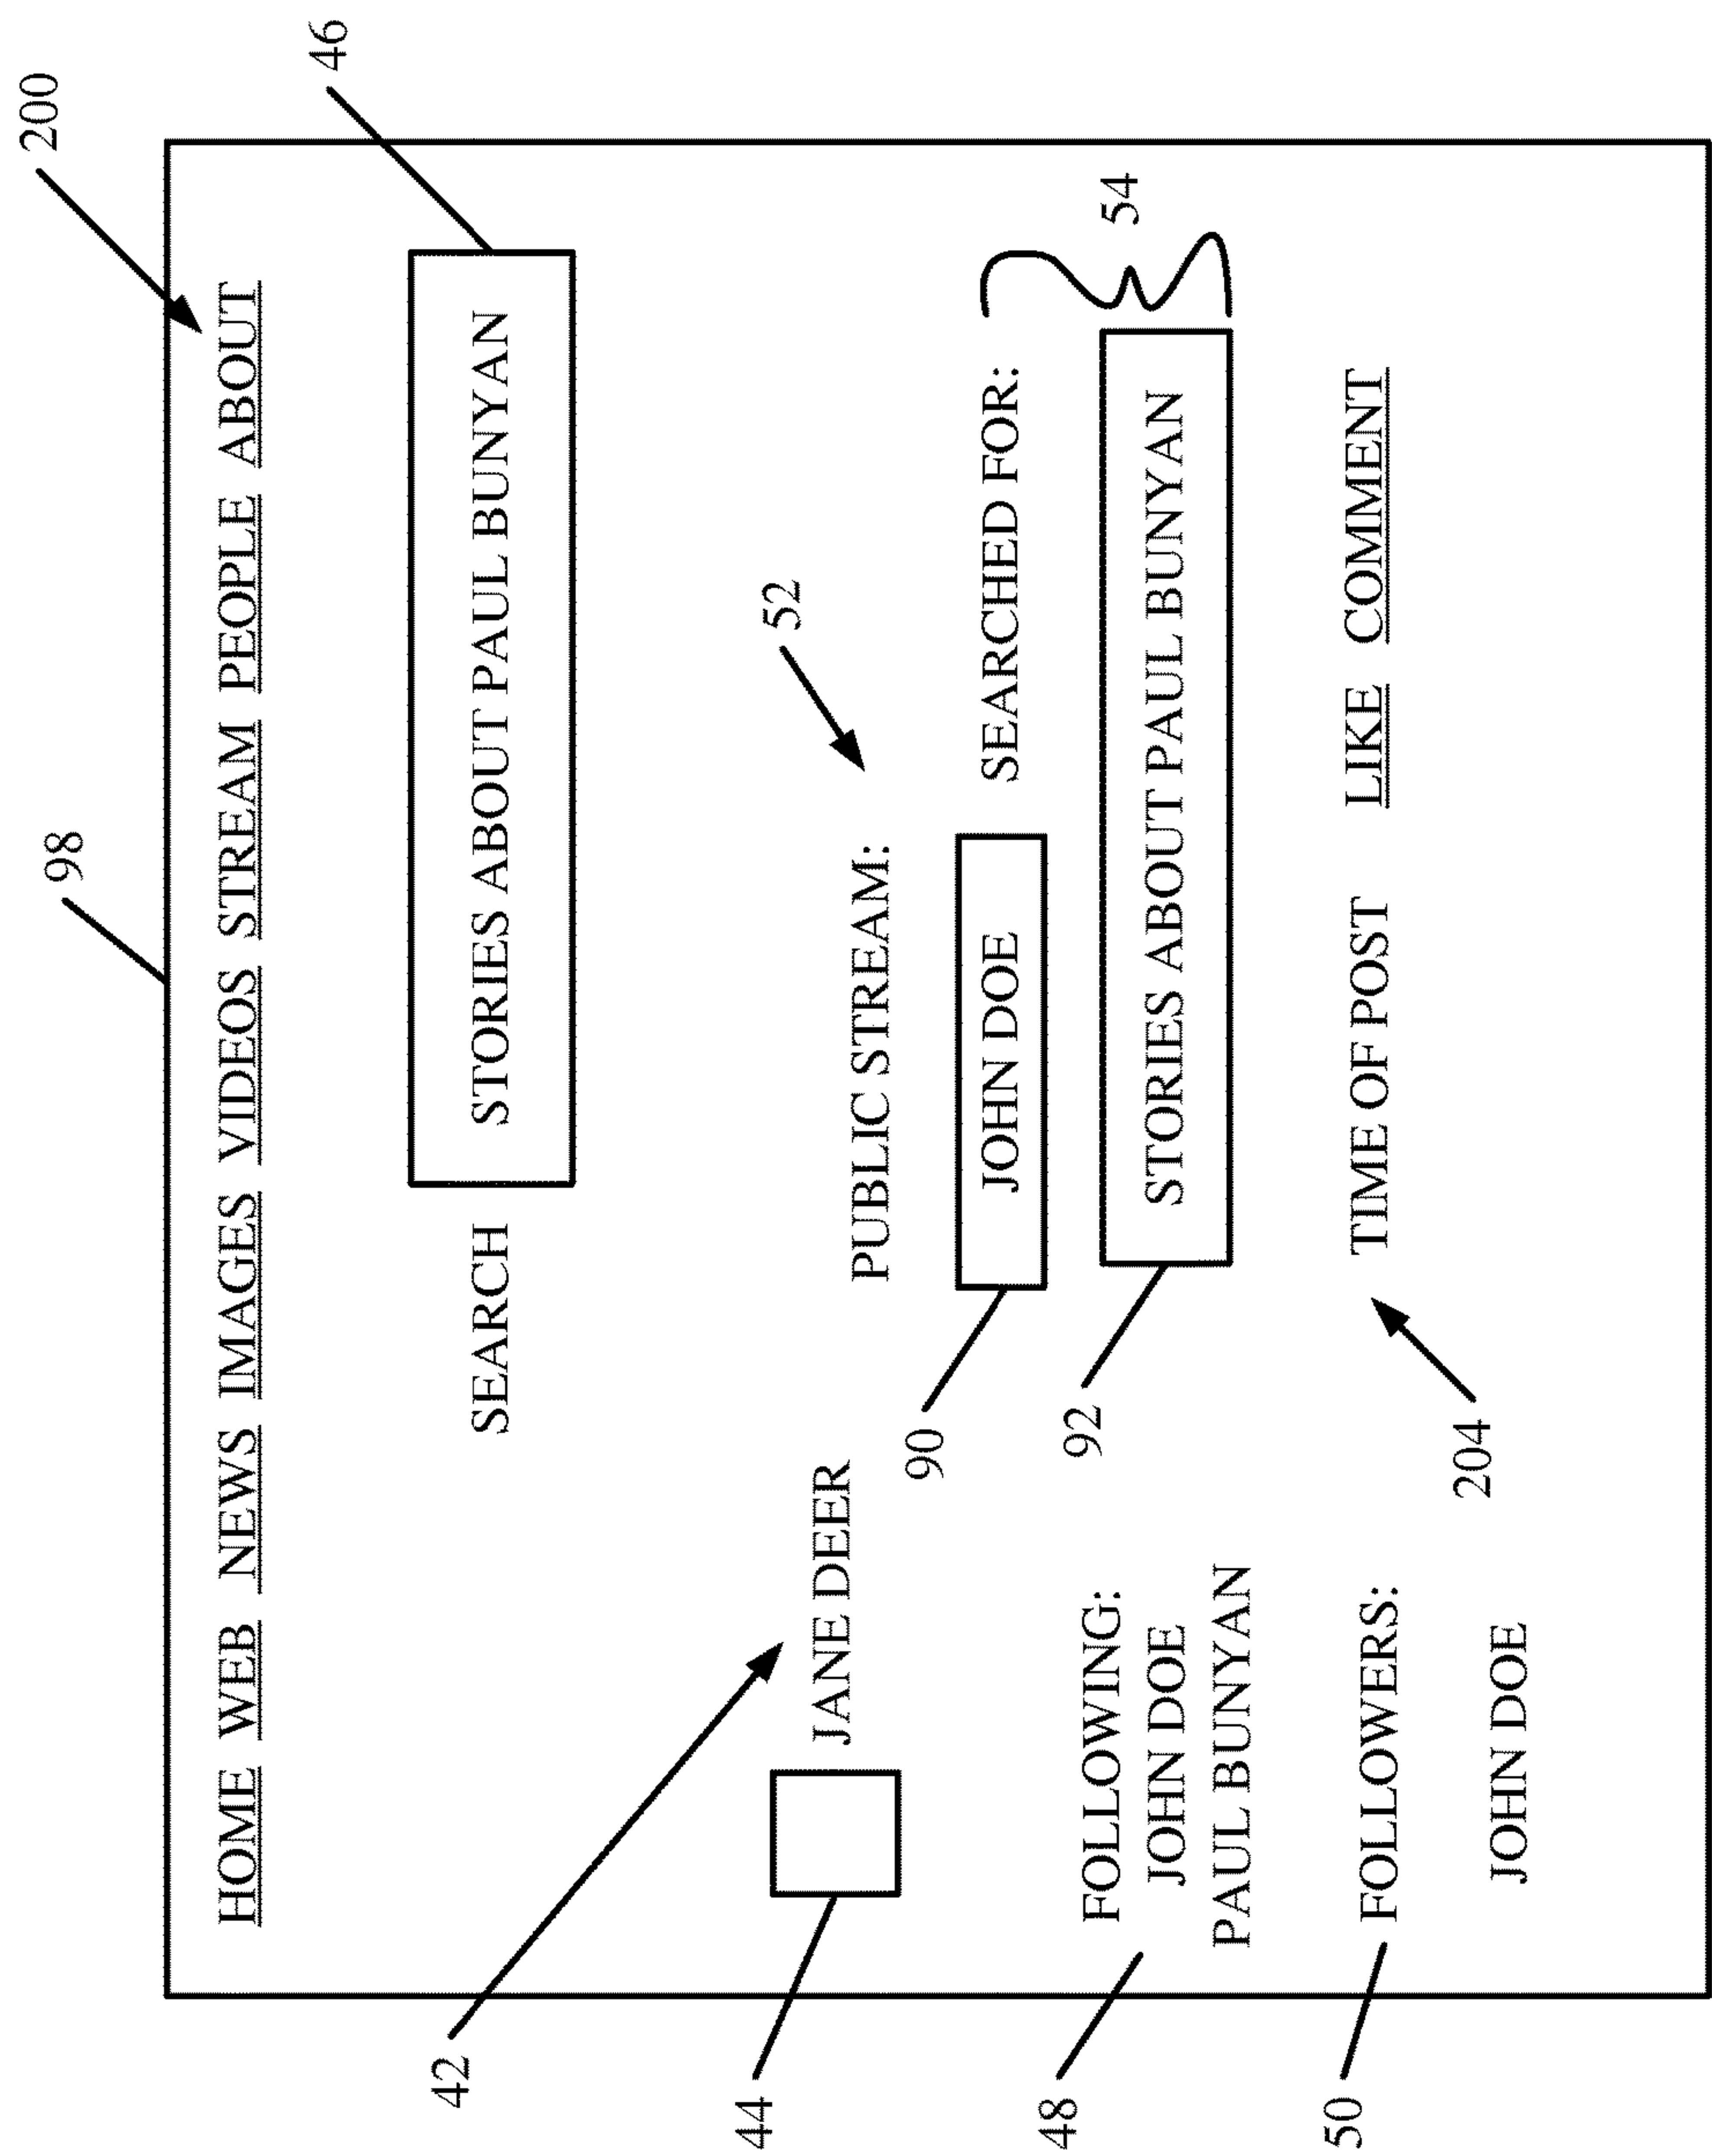 200
98
46
HOME WEB NEWS IMAGES VIDEOS STREAM PEOPLE ABOUT
SEARCH STORIES ABOUT PAUL BUNYAN
42
52
JANE DEER
PUBLIC STREAM:
44
90
JOHN DOE SEARCHED FOR:
54
92
STORIES ABOUT PAUL BUNYAN
48
FOLLOWING:
JOHN DOE
PAUL BUNYAN
204
TIME OF POST LIKE COMMENT
50
FOLLOWERS:
JOHN DOE